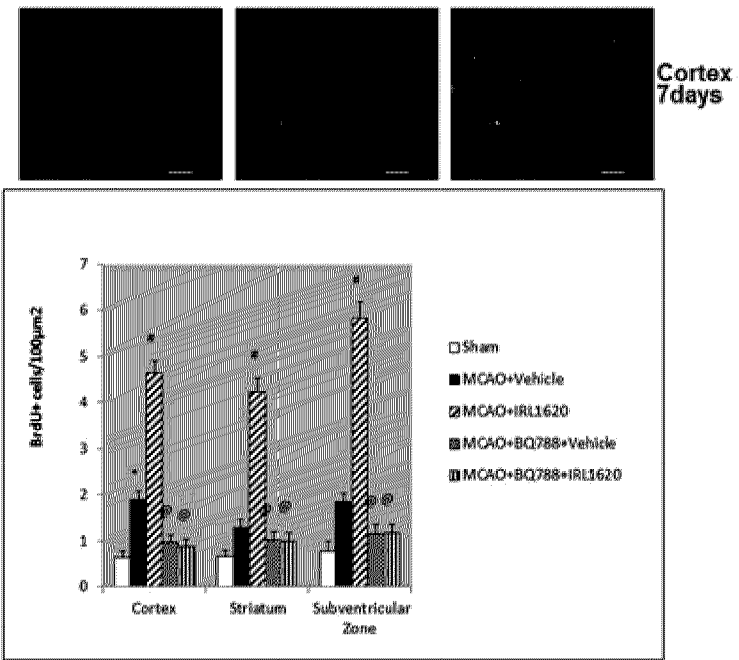 Cortex
7days
7
6
5
4
3
2
1
0
BrdU+ cells/100µm2
#
#
#
*
@ @
@ @
@ @
Cortex
Striatum
Subventricular
Zone
Sham
MCAO+Vehicle
MCAO+IRL1620
MCAO+BQ788+Vehicle
MCAO+BQ788+IRL1620